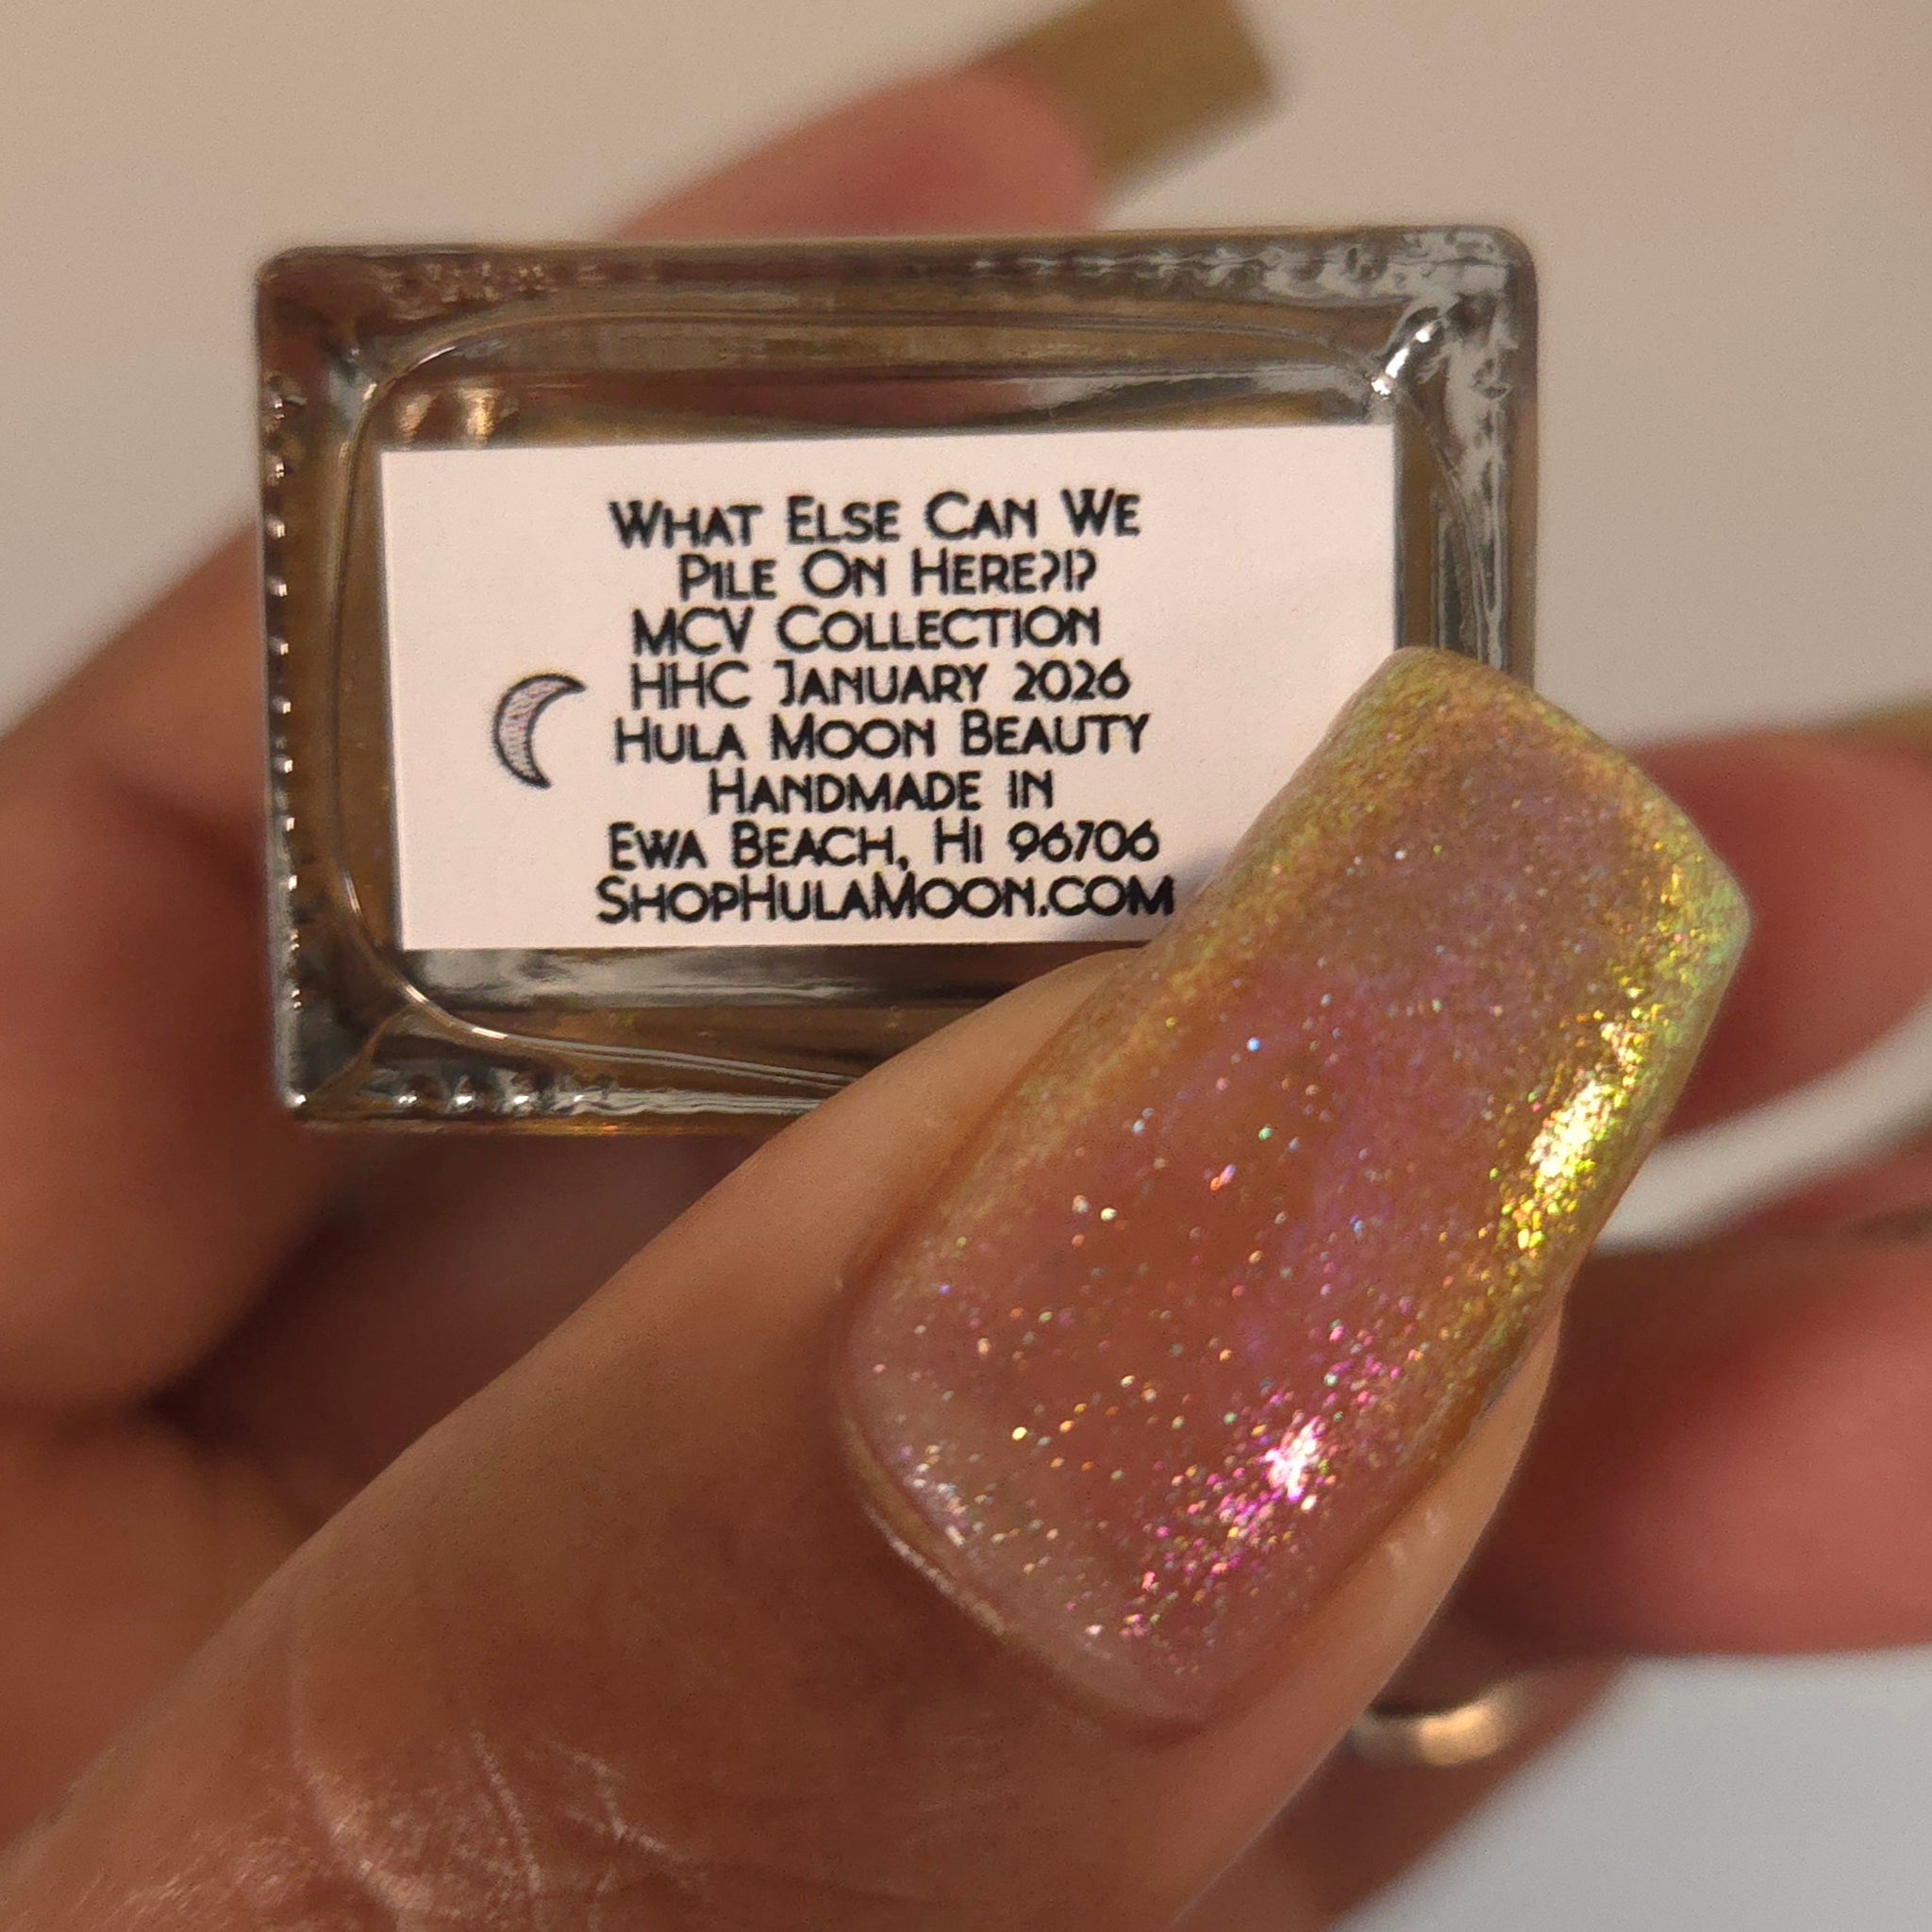 What Else Can We
Pile On Here?!?
MCV Collection
HHC January 2026
Hula Moon Beauty
Handmade in
Ewa Beach, Hi 96706
ShopHulaMoon.com